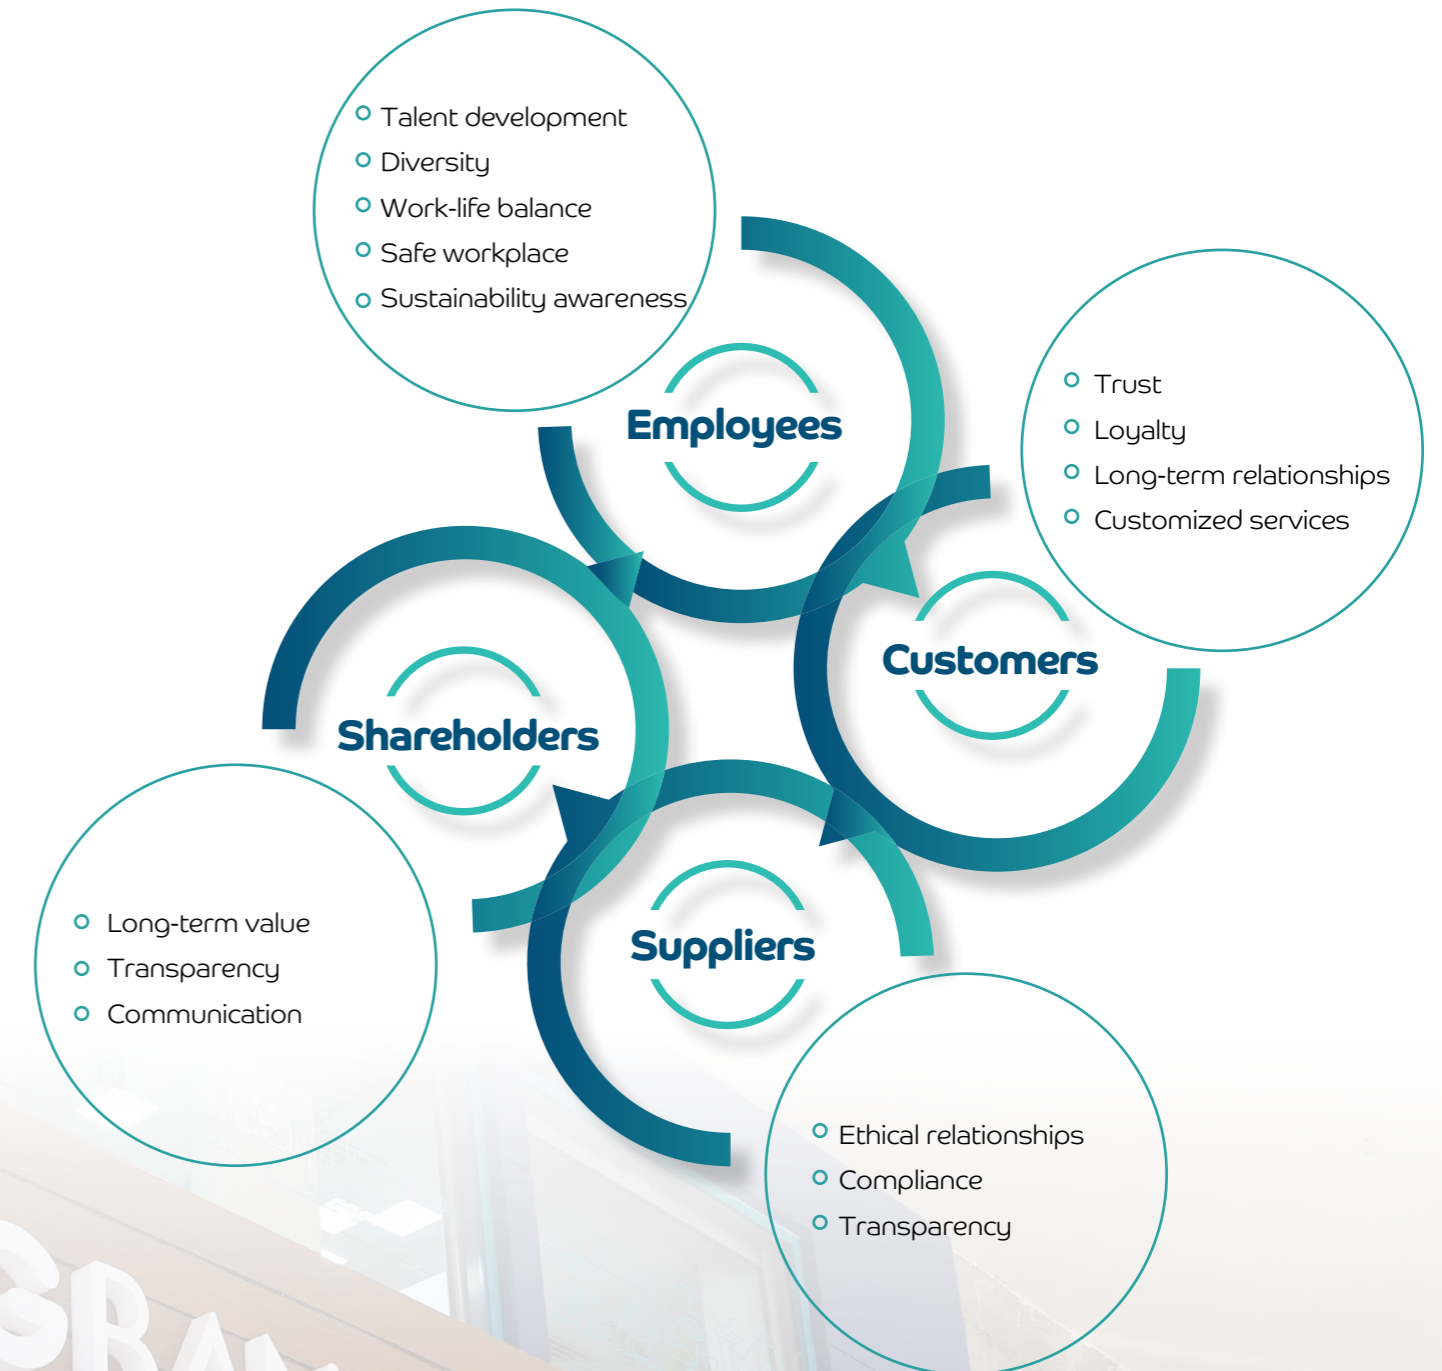 Talent development
Diversity
Work-life balance
Safe workplace
Sustainability awareness
Employees
Trust
Loyalty
Long-term relationships
Customized services
Customers
Shareholders
Long-term value
Transparency
Communication
Suppliers
Ethical relationships
Compliance
Transparency